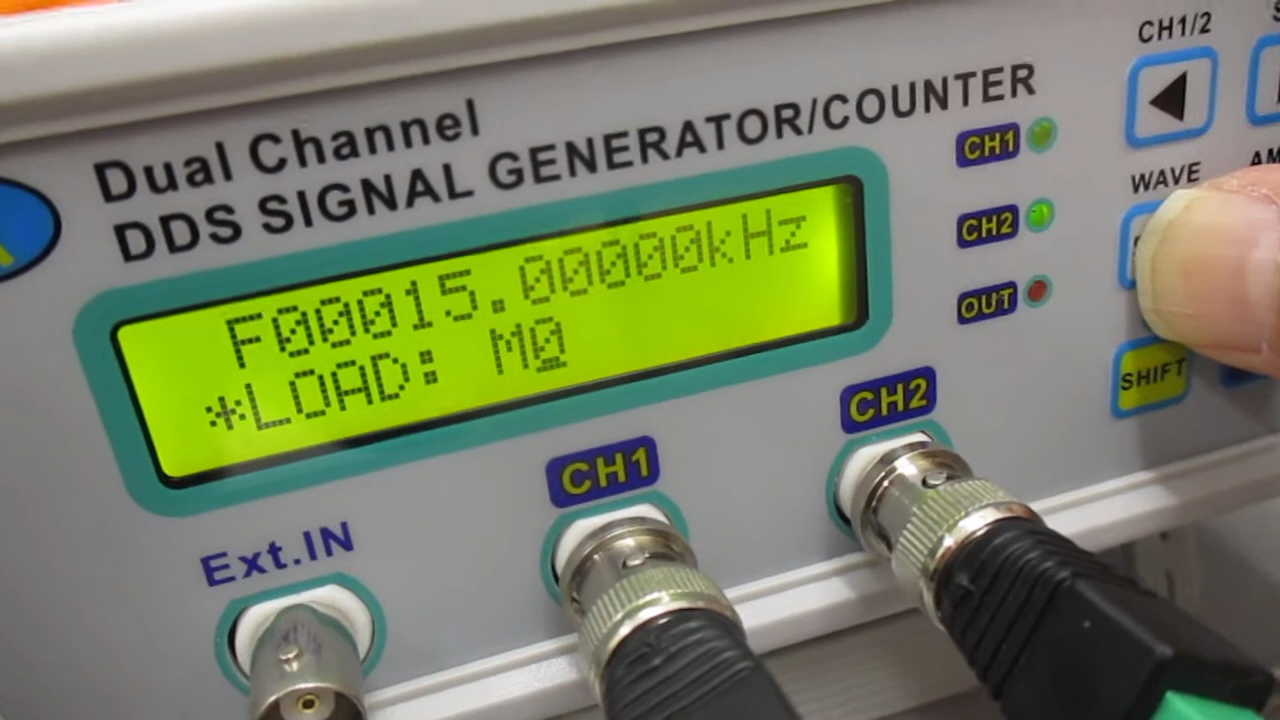 Dual Channel
DDS SIGNAL GENERATOR/COUNTER
F00015.00000kHz
*LOAD: M0
CH1
CH2
OUT
CH1/2
WAVE
SHIFT
Ext.IN
CH1
CH2